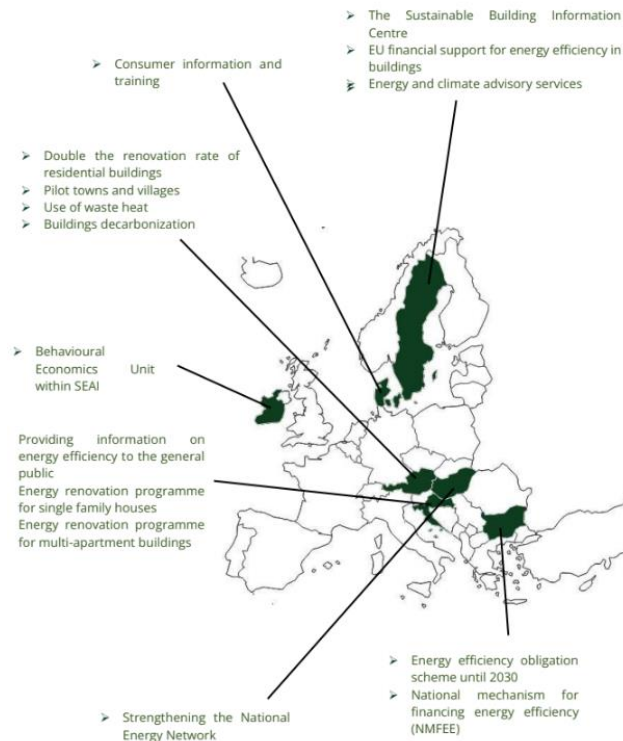 The Sustainable Building Information
Centre
EU financial support for energy efficiency in
buildings
Energy and climate advisory services
Consumer information and
training
Double the renovation rate of
residential buildings
Pilot towns and villages
Use of waste heat
Buildings decarbonization
Behavioural
Economics Unit
within SEAI
Providing information on
energy efficiency to the general
public
Energy renovation programme
for single family houses
Energy renovation programme
for multi-apartment buildings
Energy efficiency obligation
scheme until 2030
National mechanism for
financing energy efficiency
(NMFEE)
Strengthening the National
Energy Network